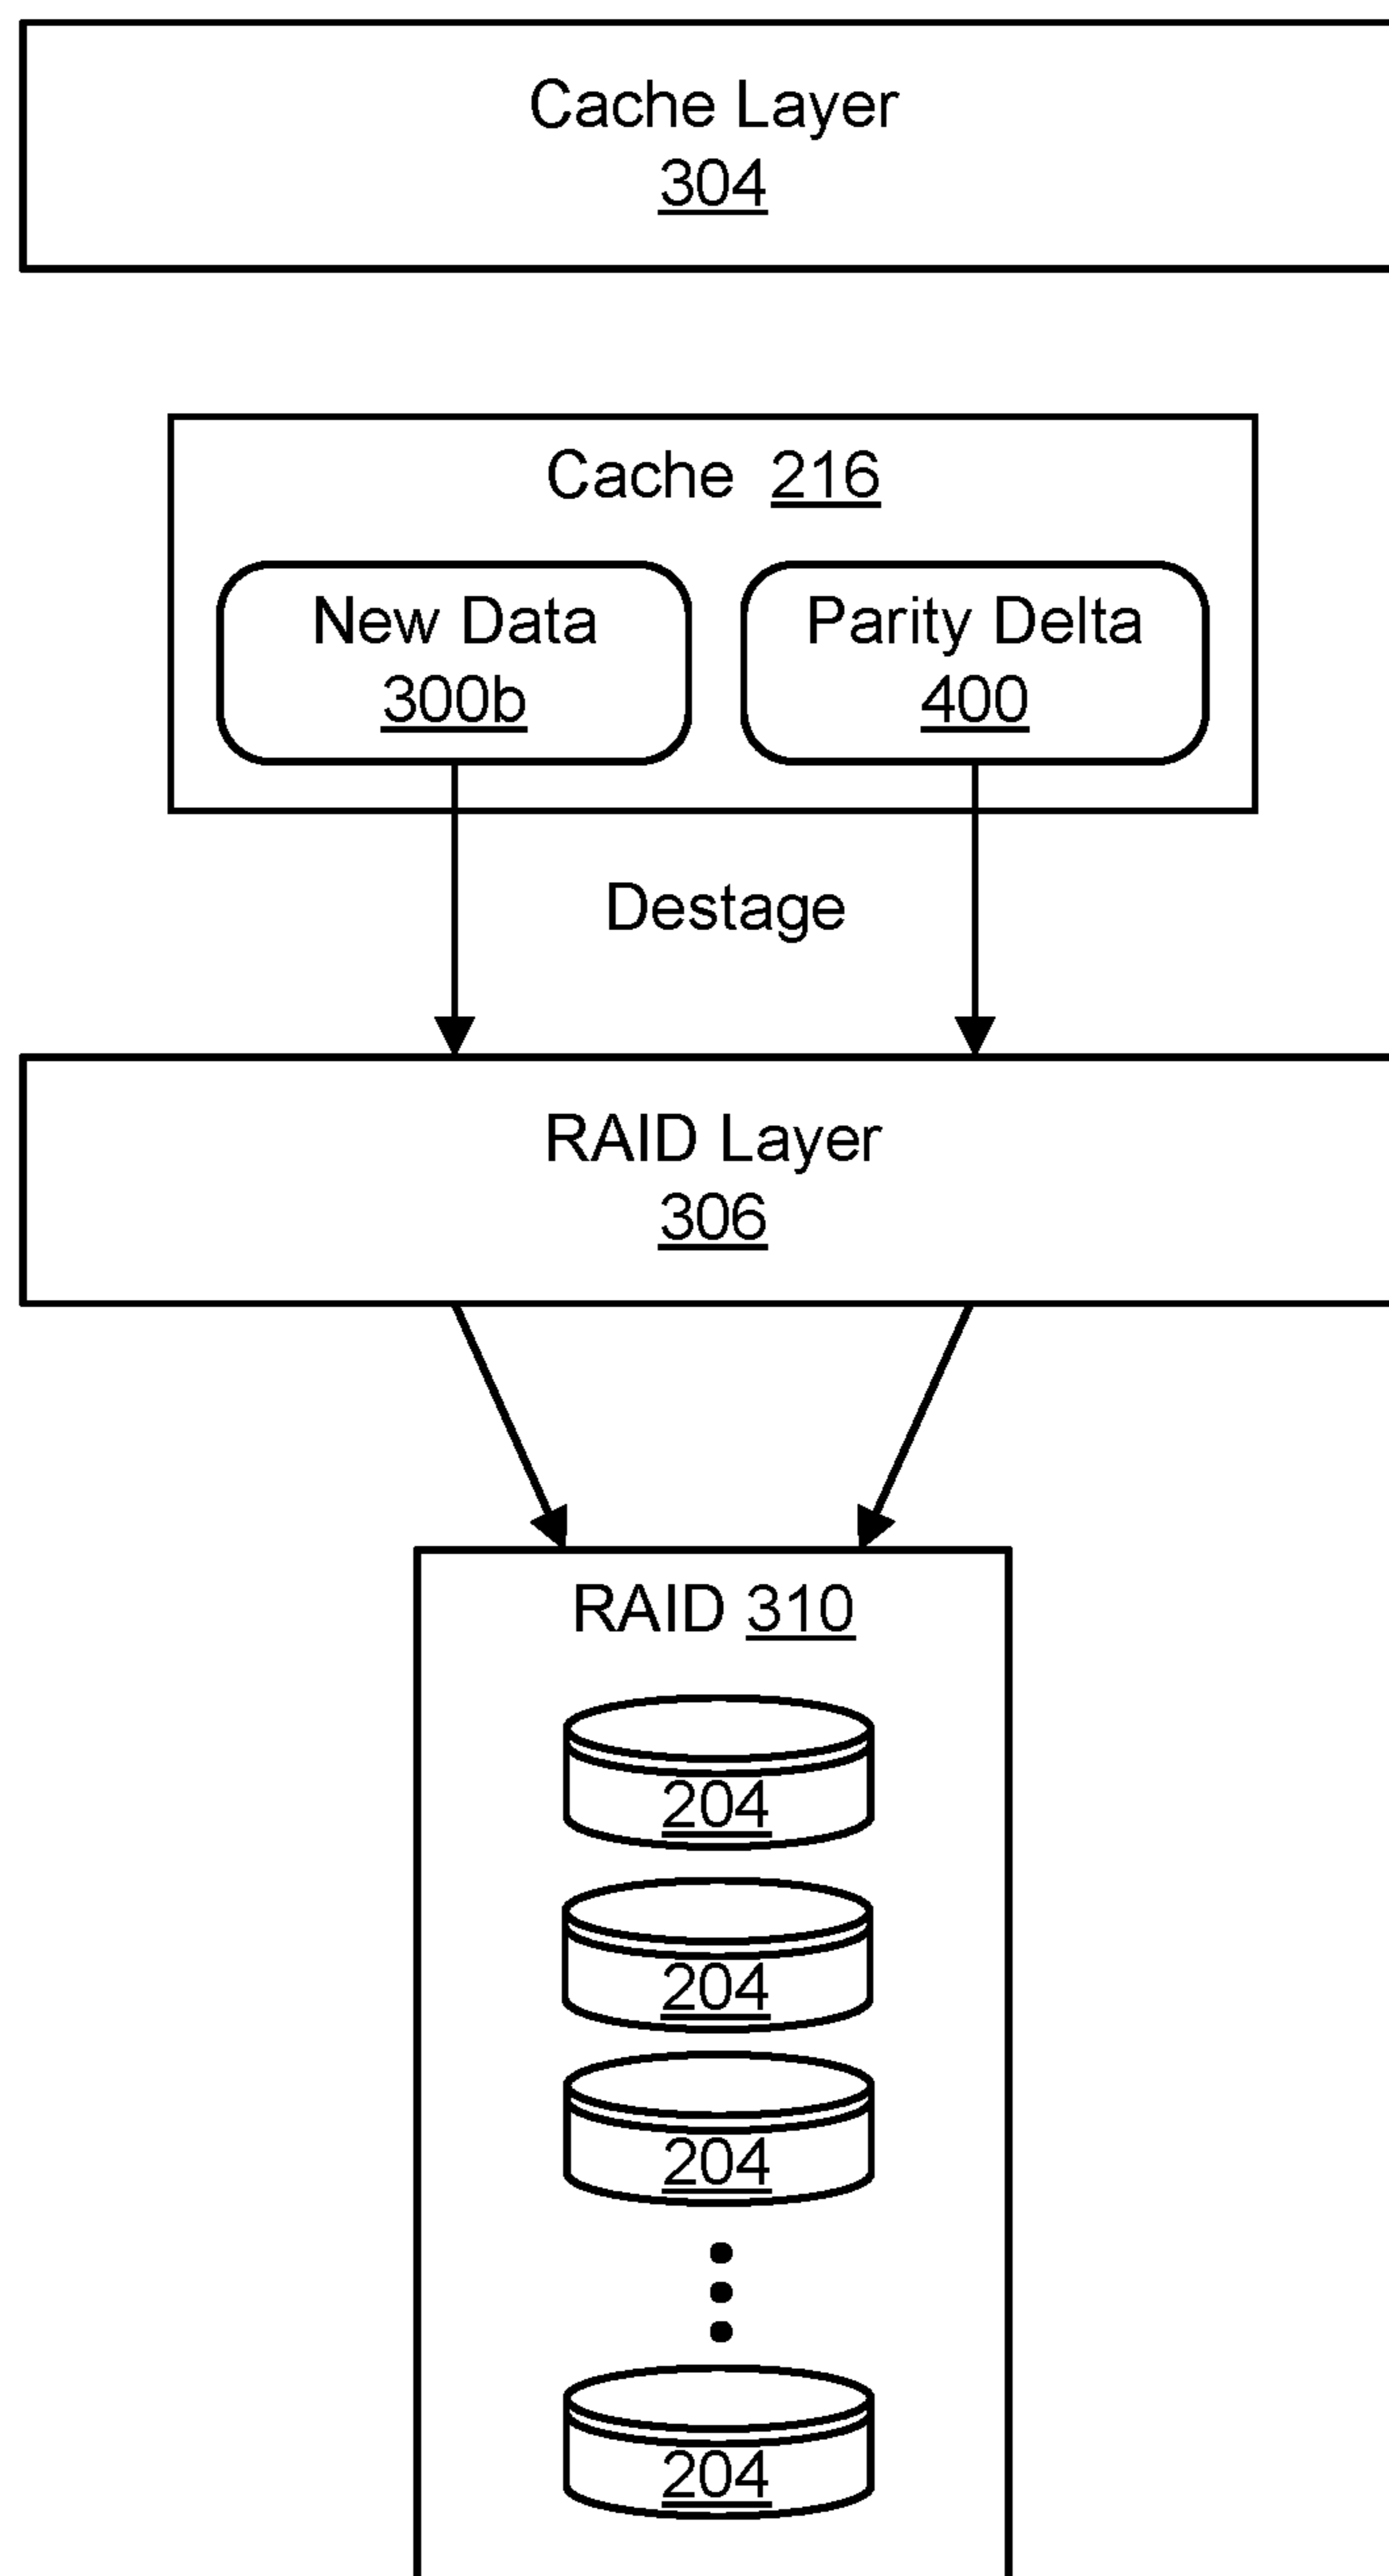 Cache Layer
304
Cache 216
New Data
300b
Parity Delta
400
Destage
RAID Layer
306
RAID 310
204
204
204
204